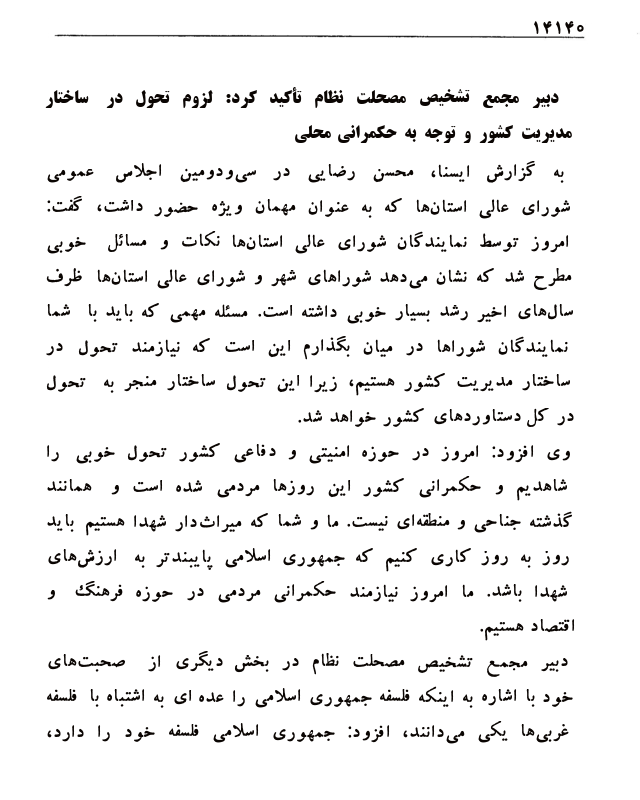 ۱۴۱۴۰
دبیر مجمع تشخیص مصحلت نظام تأکید کرد: لزوم تحول در ساختار
مدیریت کشور و توجه به حکمرانی محلی
به گزارش ایسنا، محسن رضایی در سی‌ودومین اجلاس عمومی
شورای عالی استان‌ها که به عنوان مهمان ویژه حضور داشت، گفت:
امروز توسط نمایندگان شورای عالی استان‌ها نکات و مسائل خوبی
مطرح شد که نشان می‌دهد شوراهای شهر و شورای عالی استان‌ها ظرف
سال‌های اخیر رشد بسیار خوبی داشته است. مسئله مهمی که باید با شما
نمایندگان شوراها در میان بگذارم این است که نیازمند تحول در
ساختار مدیریت کشور هستیم، زیرا این تحول ساختار منجر به تحول
در کل دستاوردهای کشور خواهد شد.
وی افزود: امروز در حوزه امنیتی و دفاعی کشور تحول خوبی را
شاهدیم و حکمرانی کشور این روزها مردمی شده است و همانند
گذشته جناحی و منطقه‌ای نیست. ما و شما که میراث‌دار شهدا هستیم باید
روز به روز کاری کنیم که جمهوری اسلامی پایبندتر به ارزش‌های
شهدا باشد. ما امروز نیازمند حکمرانی مردمی در حوزه فرهنگ و
اقتصاد هستیم.
دبیر مجمع تشخیص مصحلت نظام در بخش دیگری از صحبت‌های
خود با اشاره به اینکه فلسفه جمهوری اسلامی را عده ای به اشتباه با فلسفه
غربی‌ها یکی می‌دانند، افزود: جمهوری اسلامی فلسفه خود را دارد،